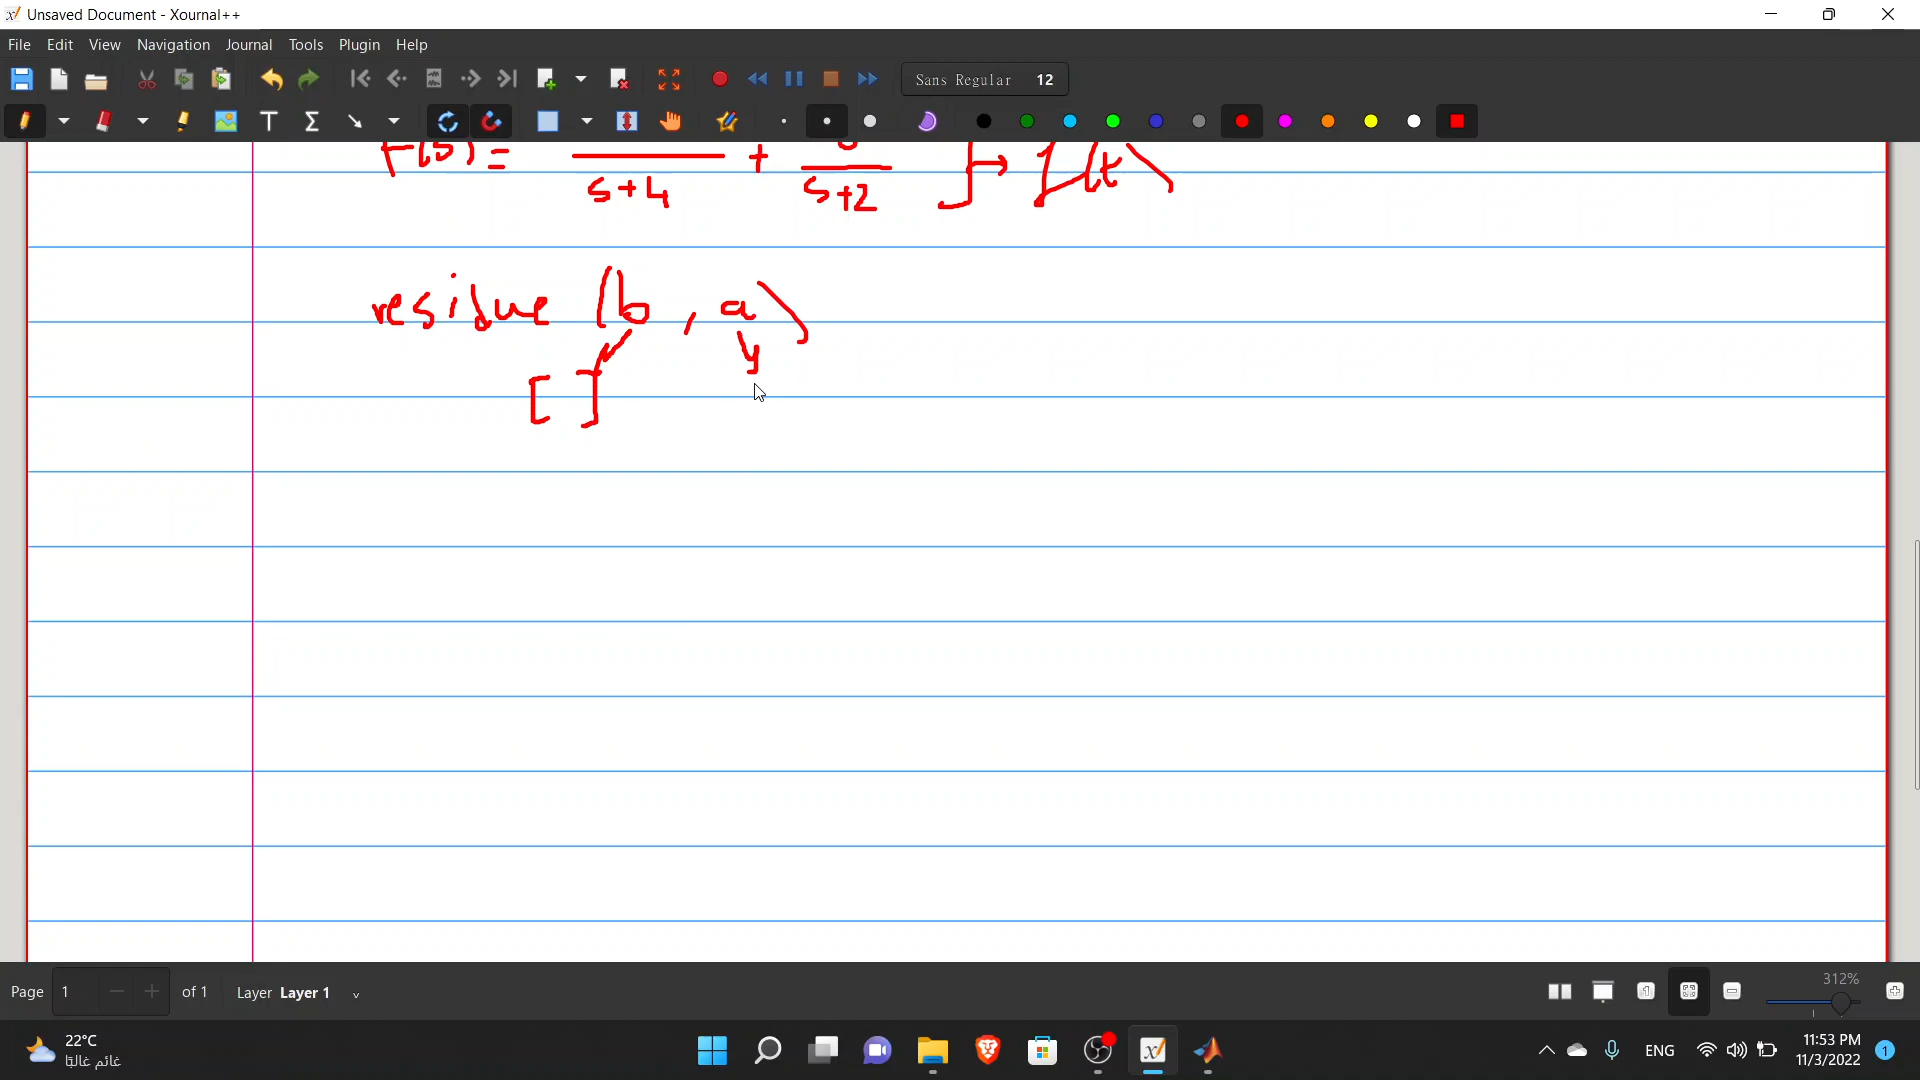 Unsaved Document - Xournal++
File Edit View Navigation Journal Tools Plugin Help
Sans Regular 12
F(s) = + → f(t)
s+4 s+2
residue (b, a)
[ ]
Page 1 of 1 Layer Layer 1
312%
22°C
غائم غالبًا
ENG
11:53 PM
11/3/2022
1